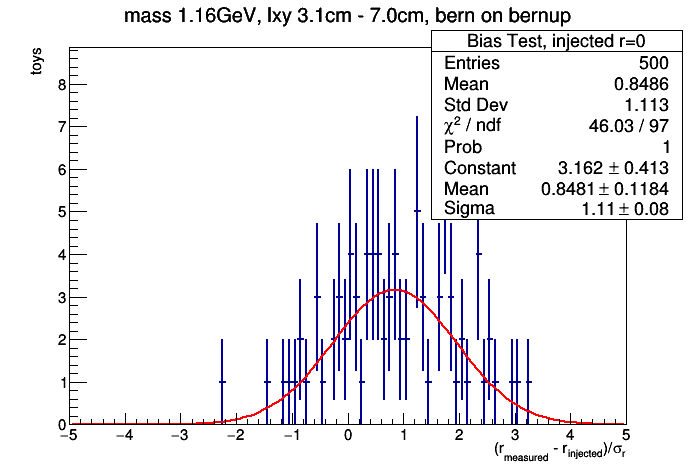 mass 1.16GeV, lxy 3.1cm - 7.0cm, bern on bernup
Bias Test, injected r=0
Entries 500
Mean 0.8486
Std Dev 1.113
χ² / ndf 46.03 / 97
Prob 1
Constant 3.162 ± 0.413
Mean 0.8481 ± 0.1184
Sigma 1.11 ± 0.08
toys
8
7
6
5
4
3
2
1
0
−5 −4 −3 −2 −1 0 1 2 3 4 5
(r_measured - r_injected)/σ_r